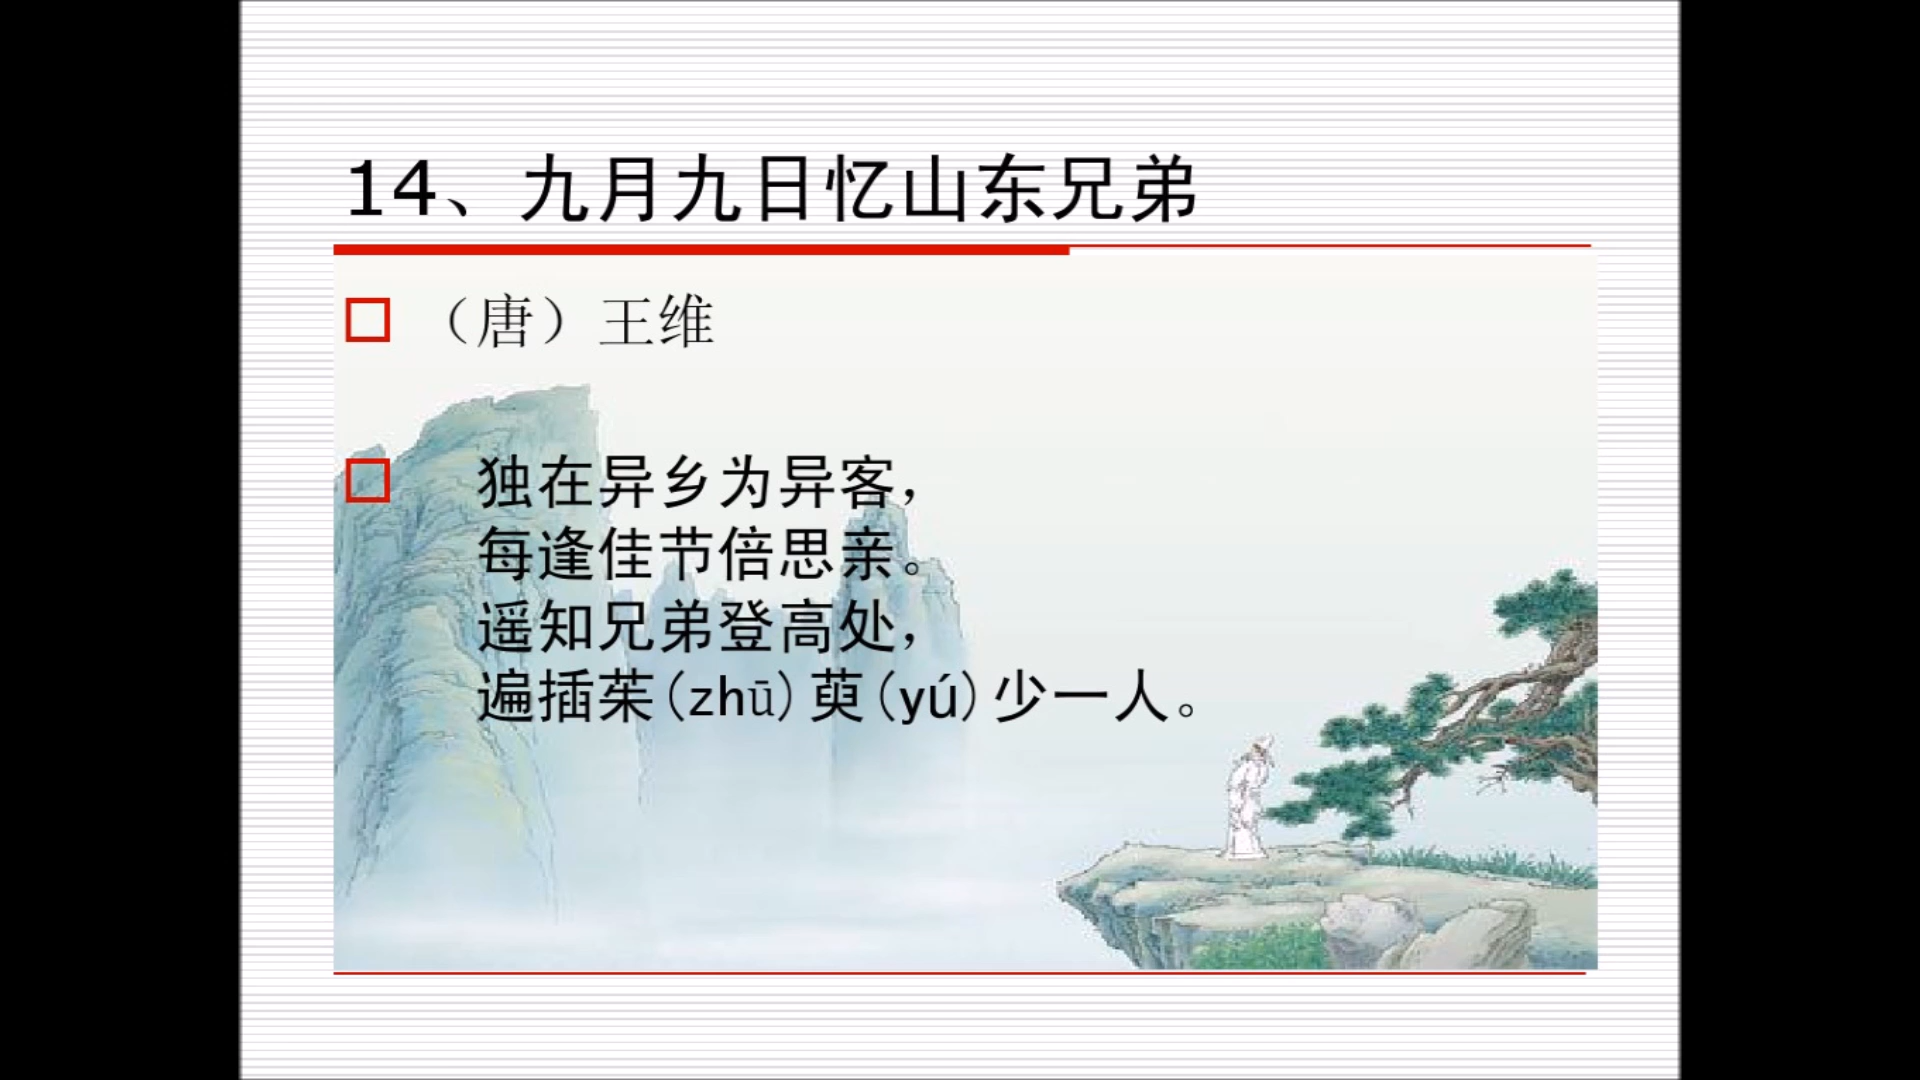 14、九月九日忆山东兄弟
（唐）王维
独在异乡为异客，
每逢佳节倍思亲。
遥知兄弟登高处，
遍插茱(zhū)萸(yú)少一人。